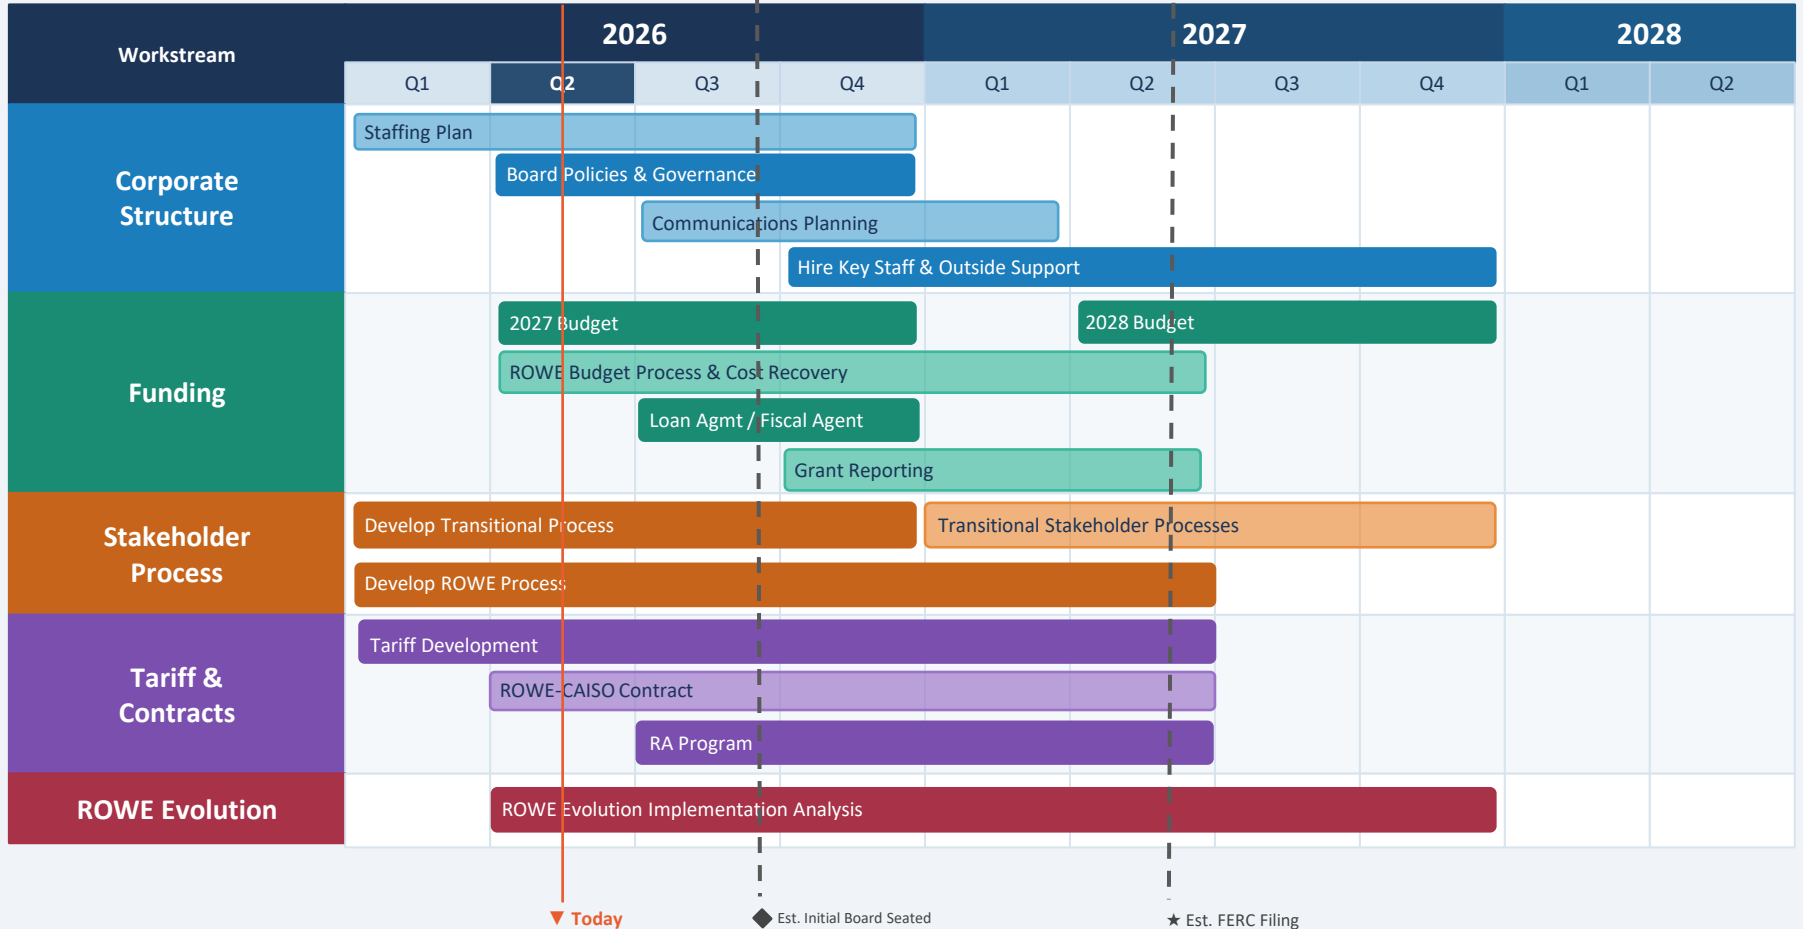 Workstream
2026
2027
2028
Q1
Q2
Q3
Q4
Q1
Q2
Q3
Q4
Q1
Q2
Corporate
Structure
Staffing Plan
Board Policies & Governance
Communications Planning
Hire Key Staff & Outside Support
Funding
2027 Budget
2028 Budget
ROWE Budget Process & Cost Recovery
Loan Agmt / Fiscal Agent
Grant Reporting
Stakeholder
Process
Develop Transitional Process
Transitional Stakeholder Processes
Develop ROWE Process
Tariff &
Contracts
Tariff Development
ROWE-CAISO Contract
RA Program
ROWE Evolution
ROWE Evolution Implementation Analysis
▼ Today
◆ Est. Initial Board Seated
★ Est. FERC Filing